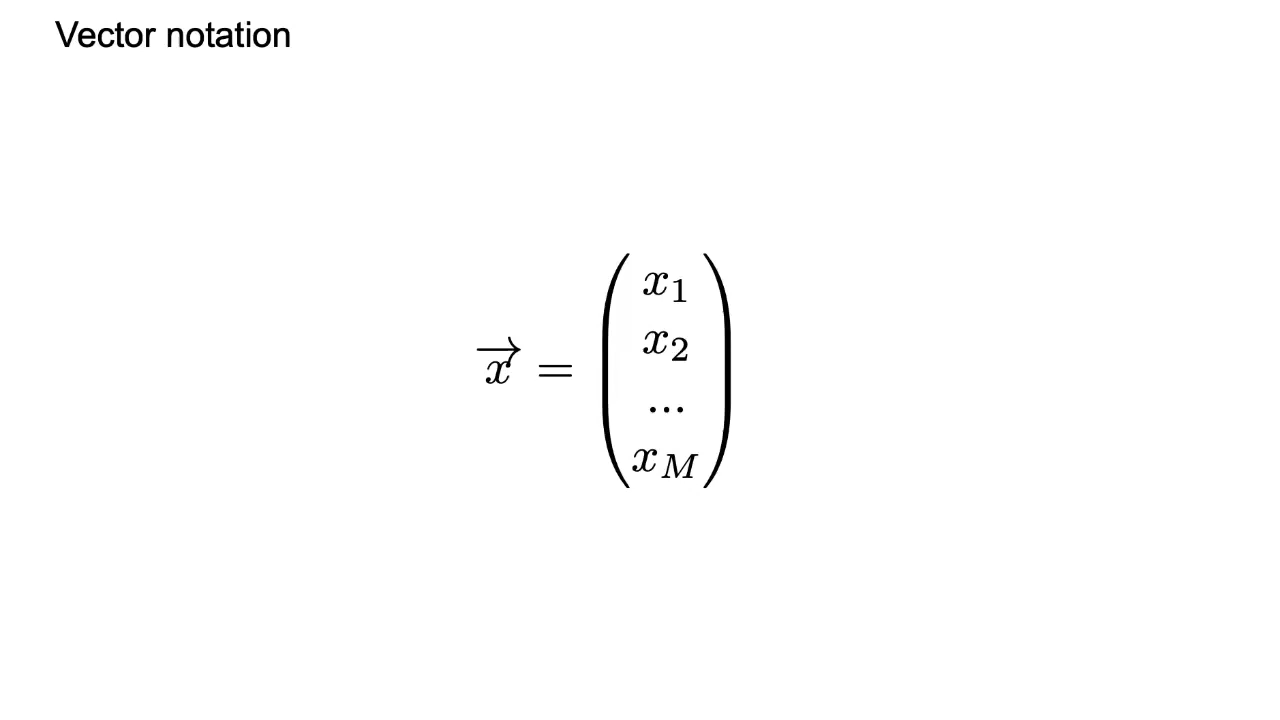 Vector notation
x⃗ = (x₁
x₂
...
x_M)